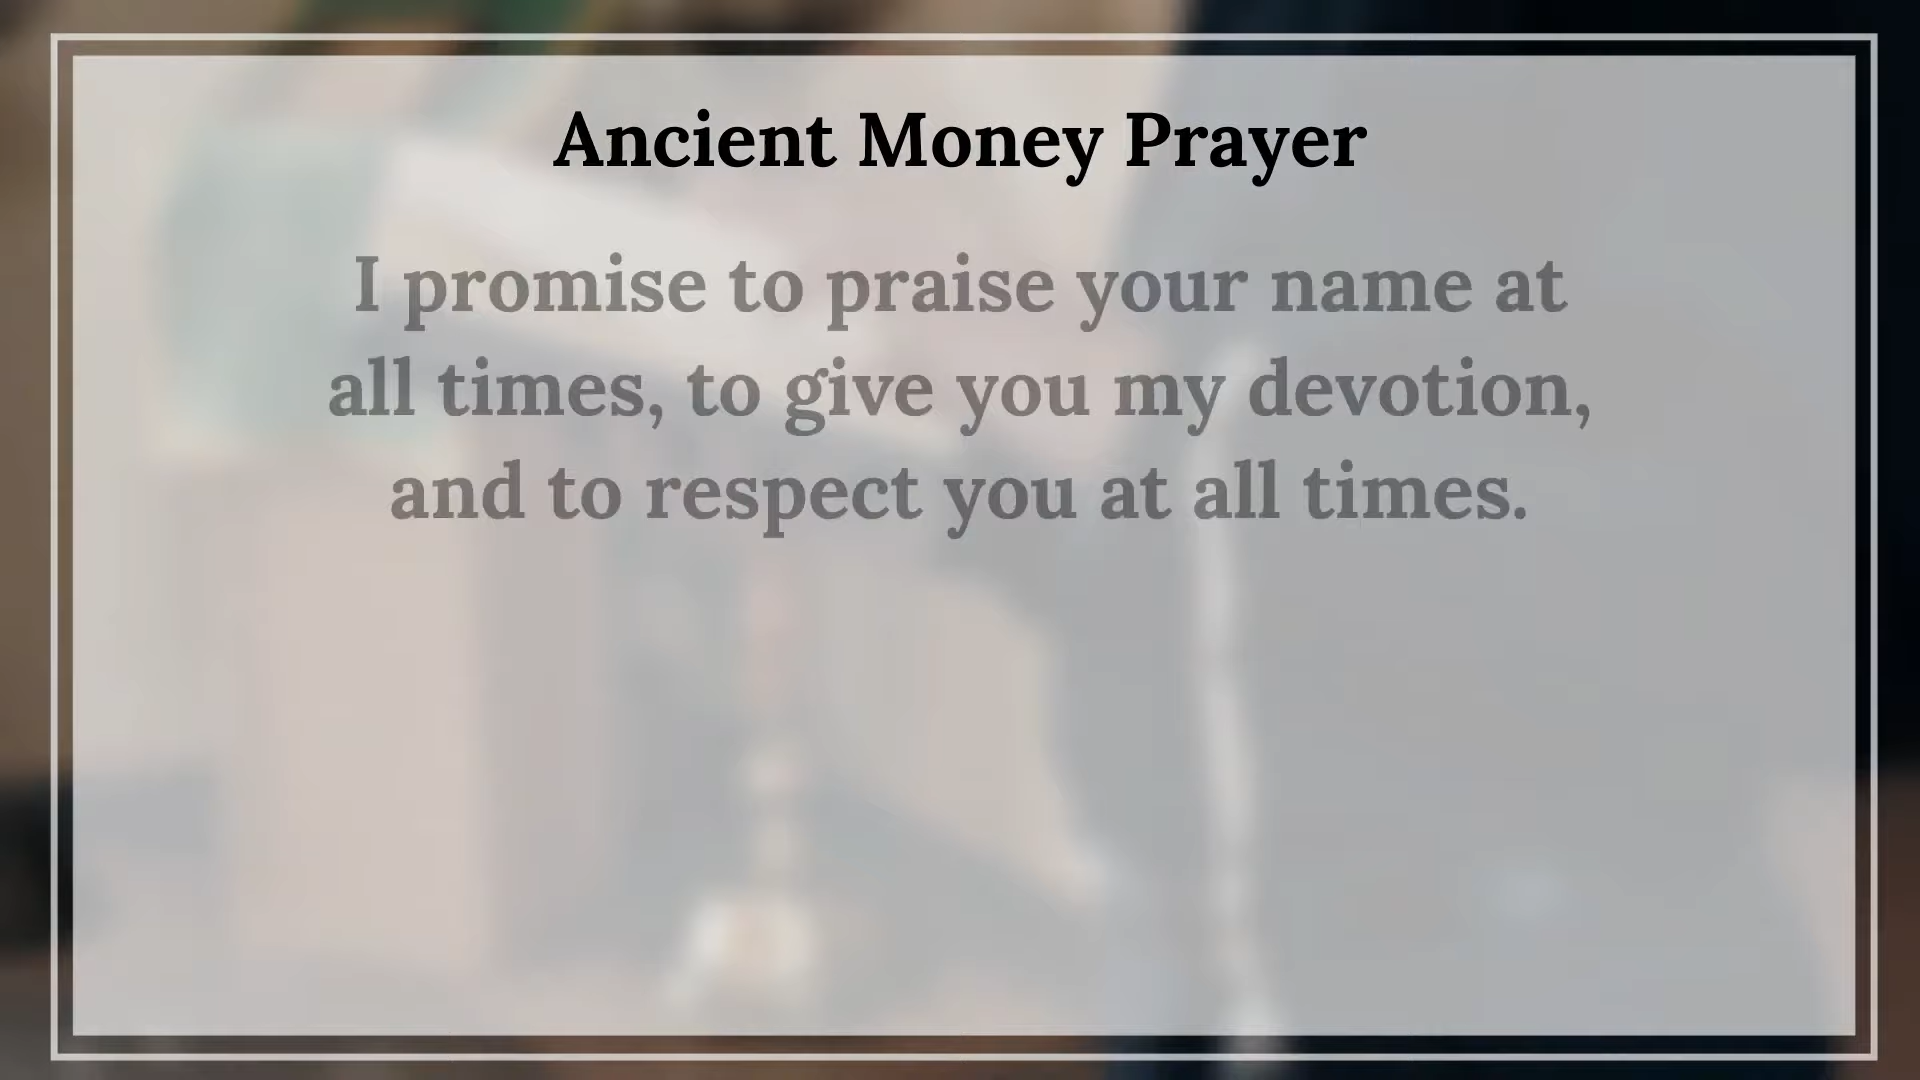 Ancient Money Prayer
I promise to praise your name at
all times, to give you my devotion,
and to respect you at all times.